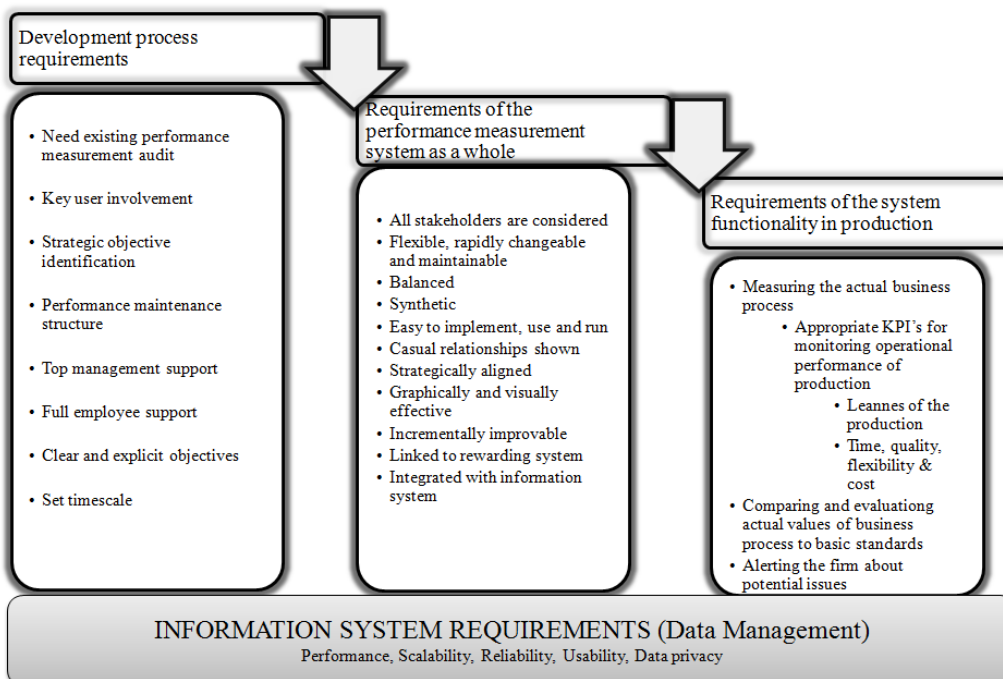 Development process
requirements
• Need existing performance
measurement audit
• Key user involvement
• Strategic objective
identification
• Performance maintenance
structure
• Top management support
• Full employee support
• Clear and explicit objectives
• Set timescale
Requirements of the
performance measurement
system as a whole
• All stakeholders are considered
• Flexible, rapidly changeable
and maintainable
• Balanced
• Synthetic
• Easy to implement, use and run
• Casual relationships shown
• Strategically aligned
• Graphically and visually
effective
• Incrementally improvable
• Linked to rewarding system
• Integrated with information
system
Requirements of the system
functionality in production
• Measuring the actual business
process
• Appropriate KPI's for
monitoring operational
performance of
production
• Leannes of the
production
• Time, quality,
flexibility &
cost
• Comparing and evaluationg
actual values of business
process to basic standards
• Alerting the firm about
potential issues
INFORMATION SYSTEM REQUIREMENTS (Data Management)
Performance, Scalability, Reliability, Usability, Data privacy